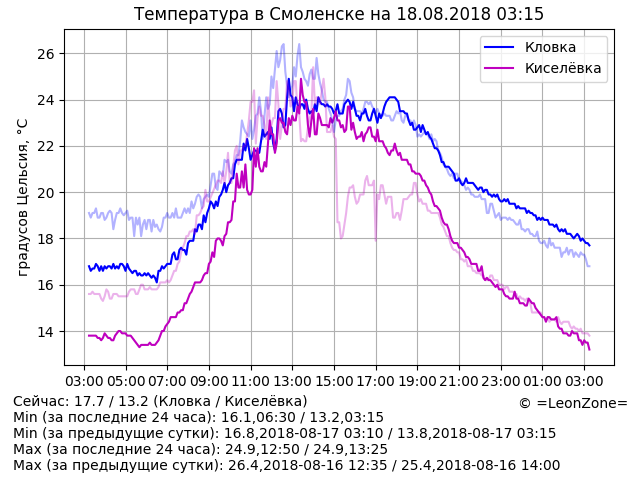 Температура в Смоленске на 18.08.2018 03:15
Кловка
Киселёвка
градусов Цельсия, °C
26
24
22
20
18
16
14
03:00 05:00 07:00 09:00 11:00 13:00 15:00 17:00 19:00 21:00 23:00 01:00 03:00
Сейчас: 17.7 / 13.2 (Кловка / Киселёвка)
© =LeonZone=
Min (за последние 24 часа): 16.1,06:30 / 13.2,03:15
Min (за предыдущие сутки): 16.8,2018-08-17 03:10 / 13.8,2018-08-17 03:15
Max (за последние 24 часа): 24.9,12:50 / 24.9,13:25
Max (за предыдущие сутки): 26.4,2018-08-16 12:35 / 25.4,2018-08-16 14:00